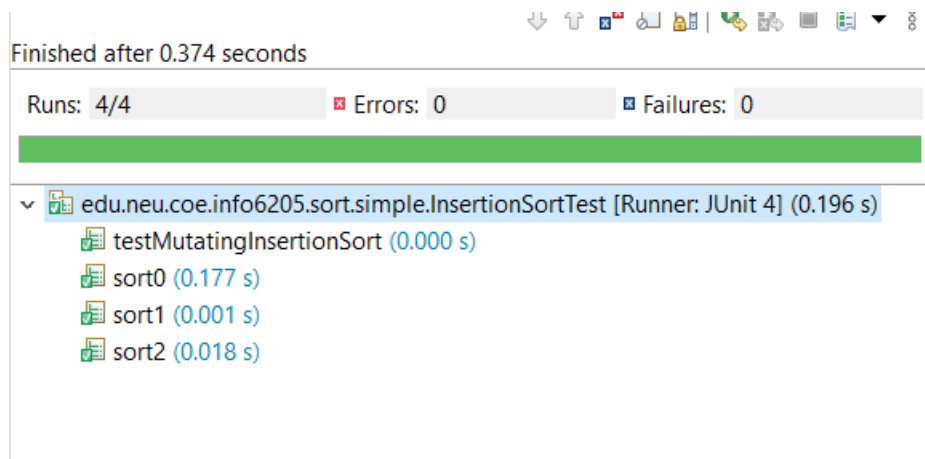 Finished after 0.374 seconds
Runs: 4/4 Errors: 0 Failures: 0
edu.neu.coe.info6205.sort.simple.InsertionSortTest [Runner: JUnit 4] (0.196 s)
testMutatingInsertionSort (0.000 s)
sort0 (0.177 s)
sort1 (0.001 s)
sort2 (0.018 s)